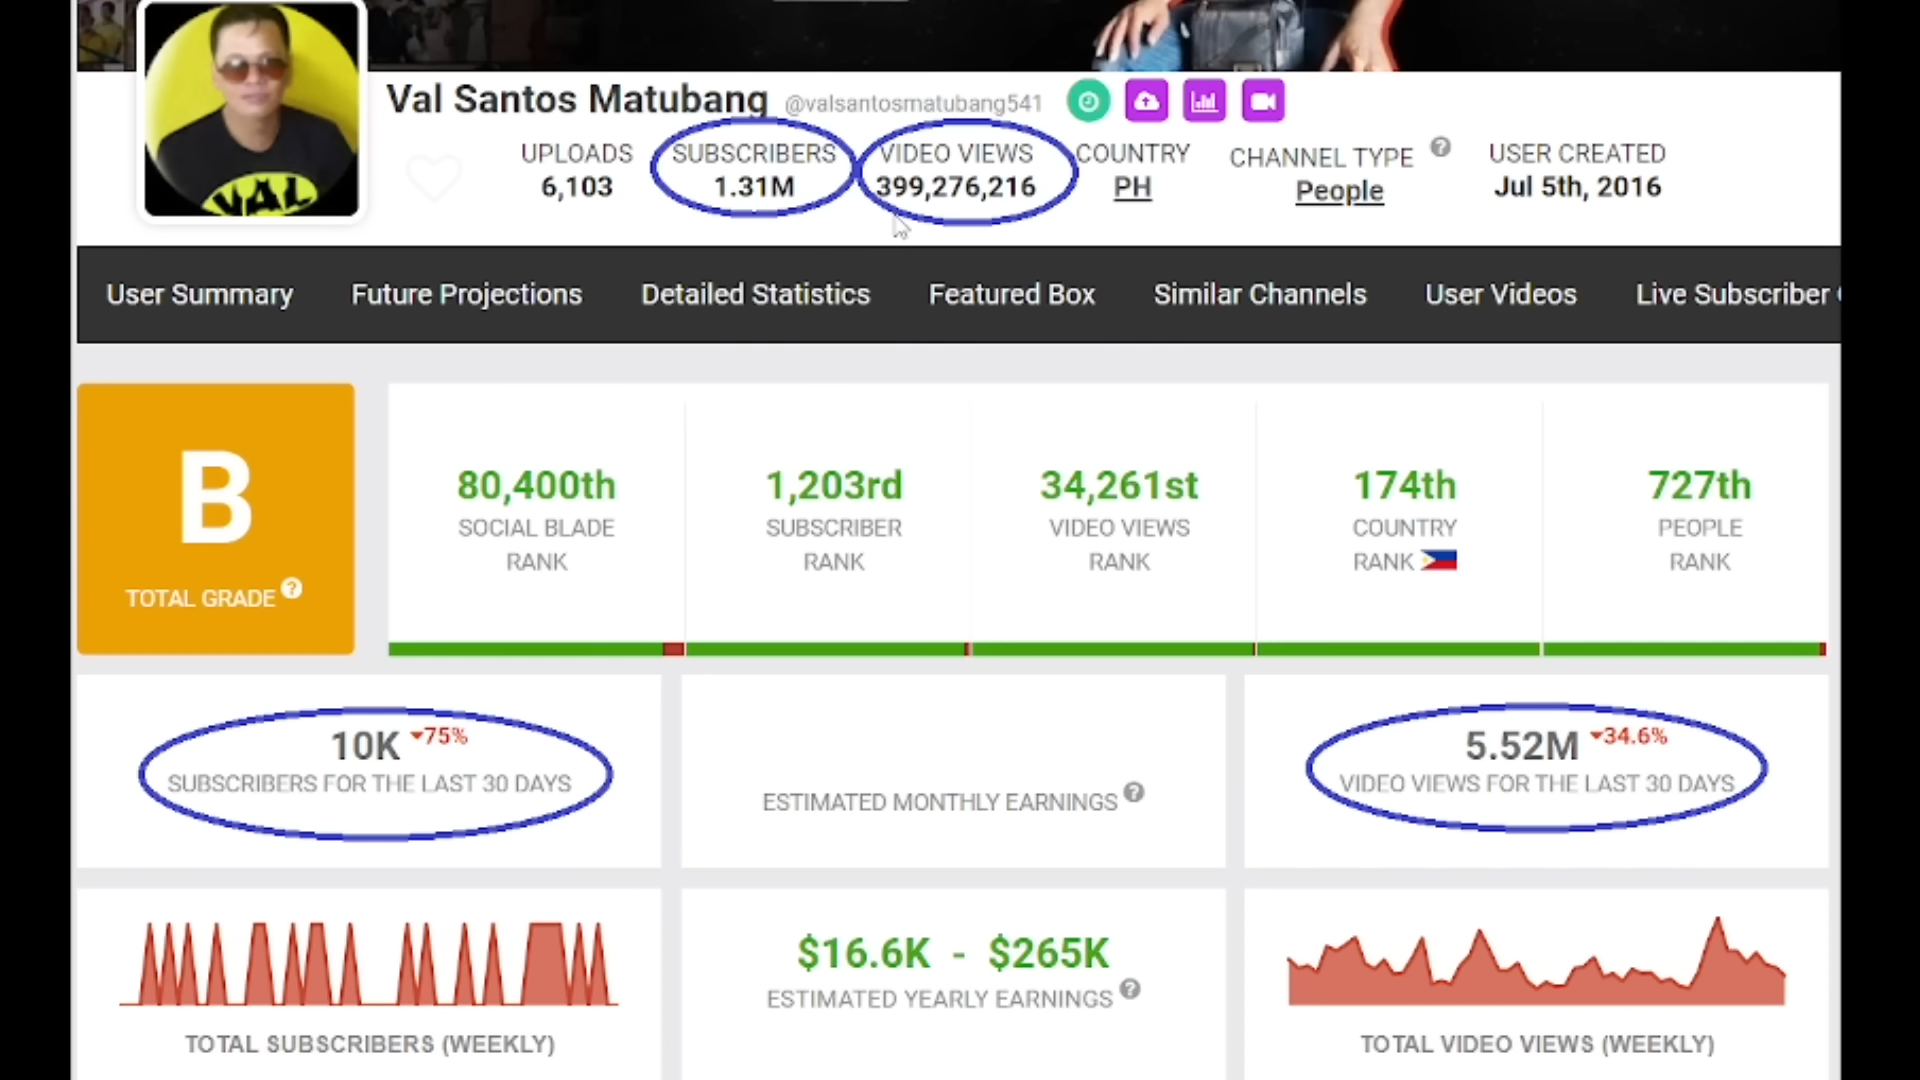 VAL
Val Santos Matubang @valsantosmatubang541
UPLOADS
6,103
SUBSCRIBERS
1.31M
VIDEO VIEWS
399,276,216
COUNTRY
PH
CHANNEL TYPE ?
People
USER CREATED
Jul 5th, 2016
User Summary Future Projections Detailed Statistics Featured Box Similar Channels User Videos Live Subscriber
B
TOTAL GRADE ?
80,400th
SOCIAL BLADE
RANK
1,203rd
SUBSCRIBER
RANK
34,261st
VIDEO VIEWS
RANK
174th
COUNTRY
RANK
727th
PEOPLE
RANK
10K 75%
SUBSCRIBERS FOR THE LAST 30 DAYS
ESTIMATED MONTHLY EARNINGS ?
5.52M 34.6%
VIDEO VIEWS FOR THE LAST 30 DAYS
TOTAL SUBSCRIBERS (WEEKLY)
$16.6K - $265K
ESTIMATED YEARLY EARNINGS ?
TOTAL VIDEO VIEWS (WEEKLY)